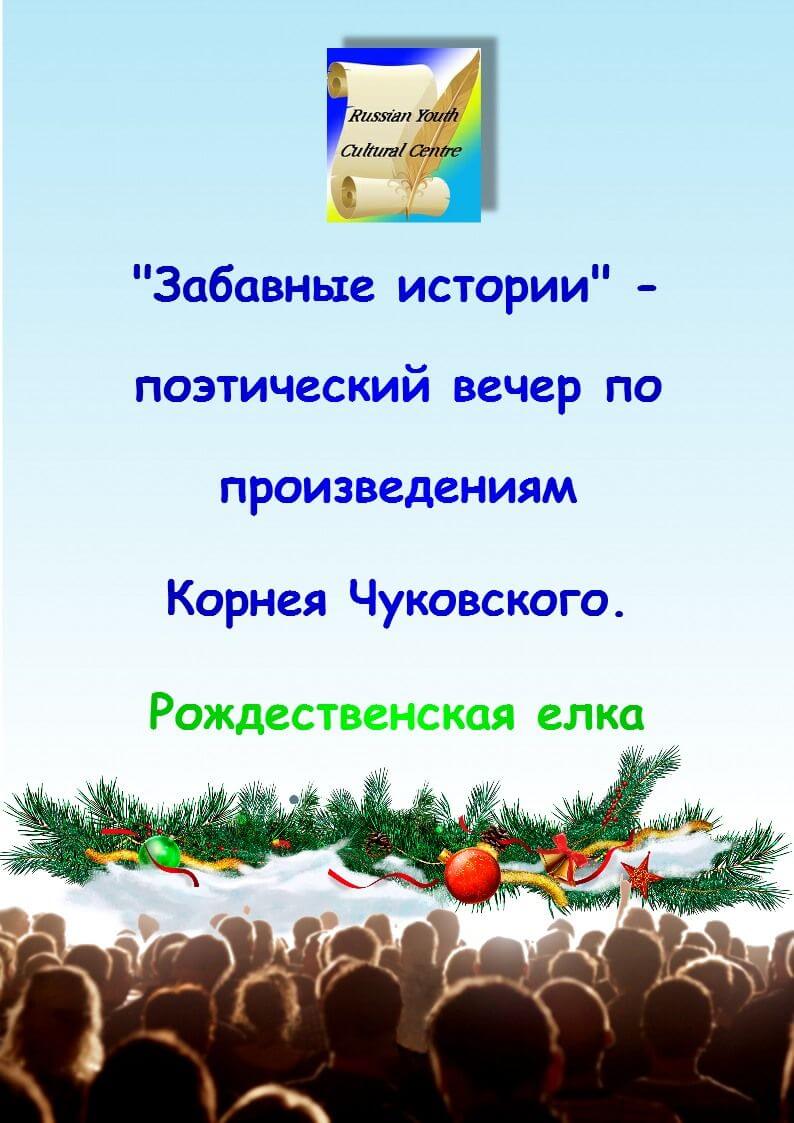 Russian Youth
Cultural Centre
"Забавные истории" -
поэтический вечер по
произведениям
Корнея Чуковского.
Рождественская елка